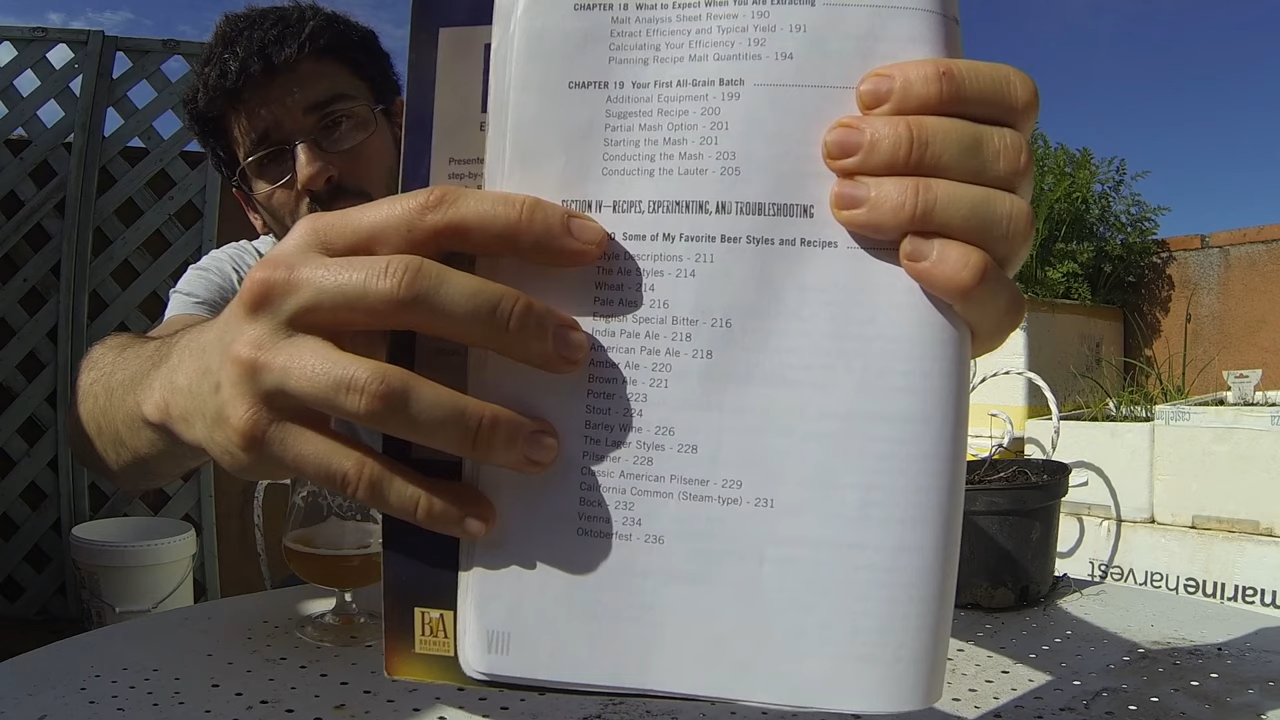 CHAPTER 18 What to Expect When You Are Extracting
Malt Analysis Sheet Review - 190
Extract Efficiency and Typical Yield - 191
Calculating Your Efficiency - 192
Planning Recipe Malt Quantities - 194
CHAPTER 19 Your First All-Grain Batch
Additional Equipment - 199
Suggested Recipe - 200
Partial Mash Option - 201
Starting the Mash - 201
Conducting the Mash - 203
Conducting the Lauter - 205
SECTION IV—RECIPES, EXPERIMENTING, AND TROUBLESHOOTING
0 Some of My Favorite Beer Styles and Recipes
Style Descriptions - 211
The Ale Styles - 214
Wheat - 214
Pale Ales - 216
English Special Bitter - 216
India Pale Ale - 218
American Pale Ale - 218
Amber Ale - 220
Brown Ale - 221
Porter - 223
Stout - 224
Barley Wine - 226
The Lager Styles - 228
Pilsener - 228
Classic American Pilsener - 229
California Common (Steam-type) - 231
Bock - 232
Vienna - 234
Oktoberfest - 236
VIII
Presente
step-by-
BA
BREWERS
ASSOCIATION
marineharvest